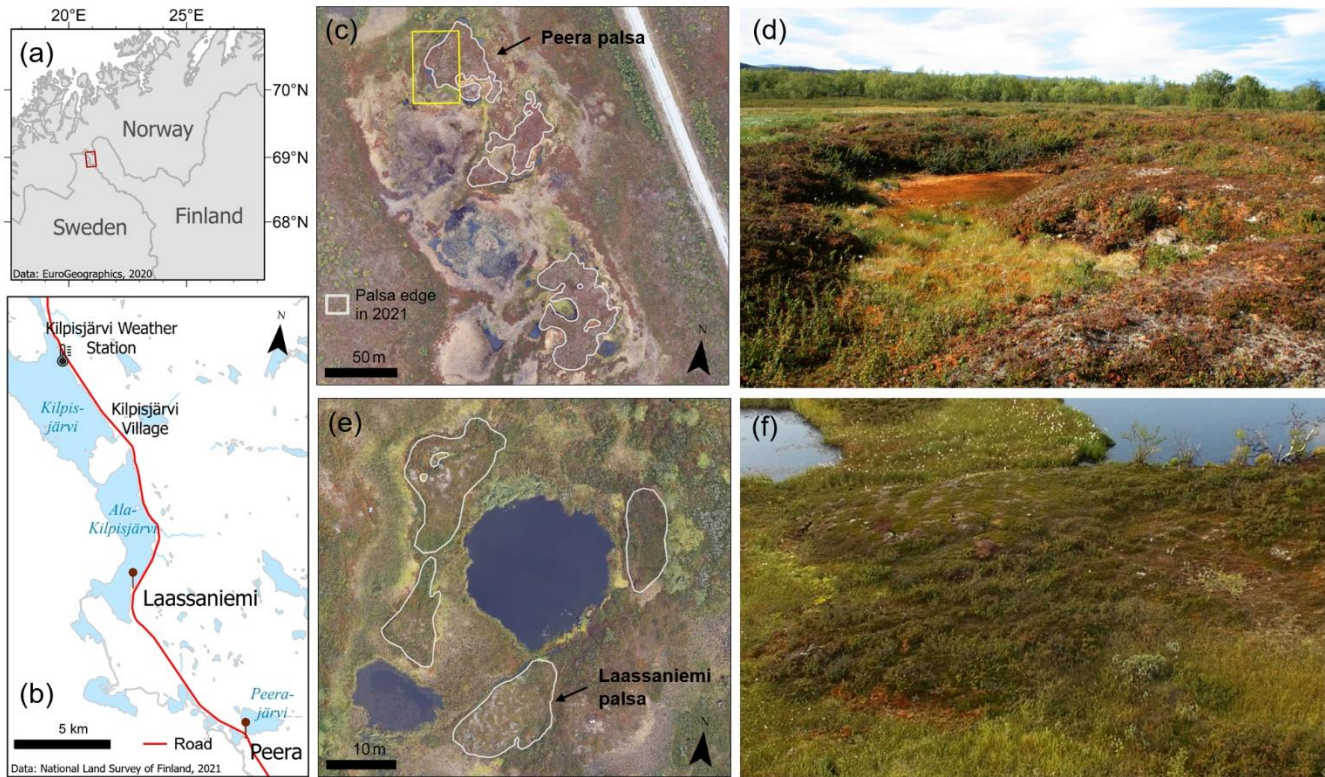 (a)
20°E
25°E
70°N
69°N
68°N
Norway
Sweden
Finland
Data: EuroGeographics, 2020
(b)
N
Kilpisjärvi Weather
Station
Kilpis-
järvi
Kilpisjärvi
Village
Ala-
Kilpisjärvi
Laassaniemi
Peera-
järvi
Peera
5 km
Road
Data: National Land Survey of Finland, 2021
(c)
Peera palsa
Palsa edge
in 2021
50 m
N
(d)
(e)
Laassaniemi
palsa
10 m
N
(f)